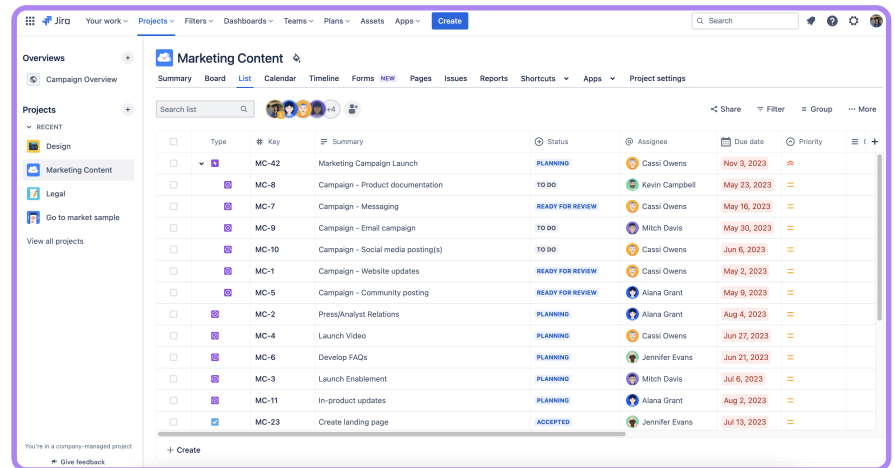 Jira Your work Projects Filters Dashboards Teams Plans Assets Apps Create Search
Overviews +
Campaign Overview
Projects +
RECENT
Design
Marketing Content
Legal
Go to market sample
View all projects
You're in a company-managed project
Give feedback
Marketing Content
Summary Board List Calendar Timeline Forms NEW Pages Issues Reports Shortcuts Apps Project settings
Search list +4 Share Filter Group More
Type # Key Summary Status @ Assignee Due date Priority +
MC-42 Marketing Campaign Launch PLANNING Cassi Owens Nov 3, 2023
MC-8 Campaign - Product documentation TO DO Kevin Campbell May 23, 2023
MC-7 Campaign - Messaging READY FOR REVIEW Cassi Owens May 16, 2023
MC-9 Campaign - Email campaign TO DO Mitch Davis May 30, 2023
MC-10 Campaign - Social media posting(s) TO DO Cassi Owens Jun 6, 2023
MC-1 Campaign - Website updates READY FOR REVIEW Cassi Owens May 2, 2023
MC-5 Campaign - Community posting READY FOR REVIEW Alana Grant May 9, 2023
MC-2 Press/Analyst Relations PLANNING Alana Grant Aug 4, 2023
MC-4 Launch Video PLANNING Cassi Owens Jun 27, 2023
MC-6 Develop FAQs PLANNING Jennifer Evans Jun 21, 2023
MC-3 Launch Enablement PLANNING Mitch Davis Jul 6, 2023
MC-11 In-product updates PLANNING Alana Grant Aug 2, 2023
MC-23 Create landing page ACCEPTED Jennifer Evans Jul 13, 2023
+ Create